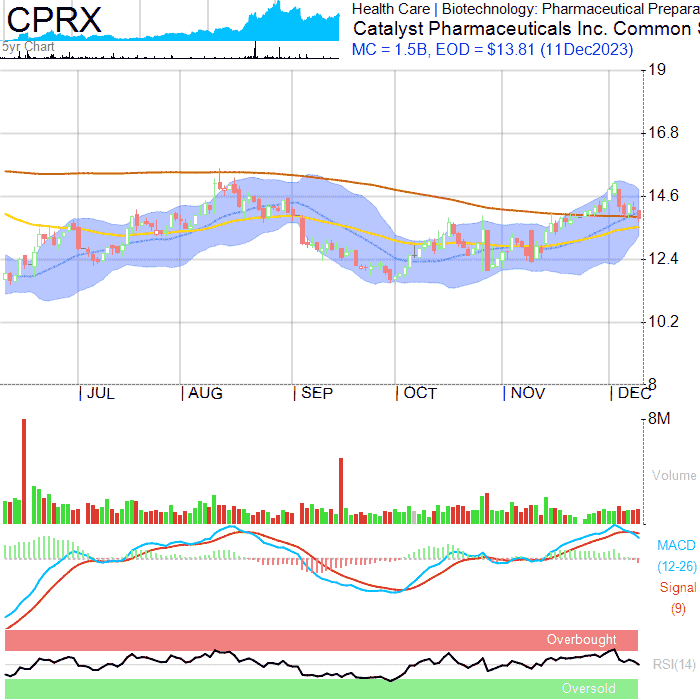 CPRX
Health Care | Biotechnology: Pharmaceutical Prepara
Catalyst Pharmaceuticals Inc. Common
5yr Chart
MC = 1.5B, EOD = $13.81 (11Dec2023)
19
16.8
14.6
12.4
10.2
8
| JUL | AUG | SEP | OCT | NOV | DEC
8M
Volume
MACD
(12-26)
Signal
(9)
Overbought
RSI(14)
Oversold